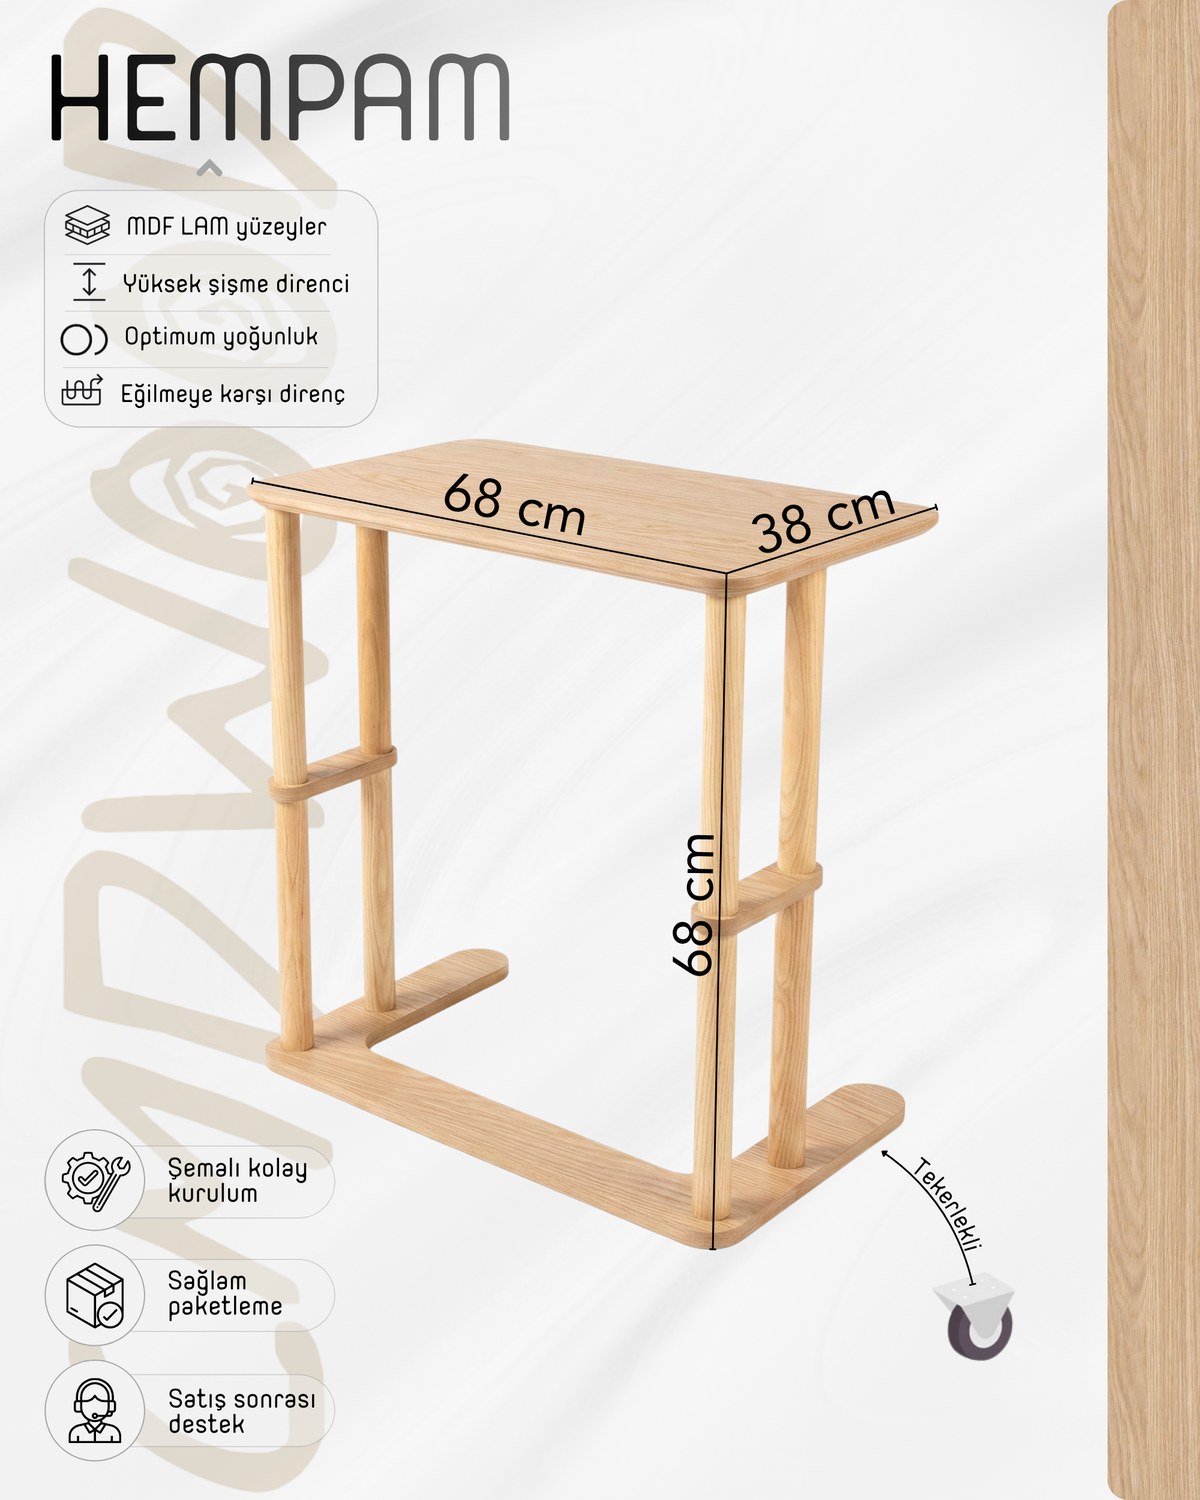 HEMPAM
MDF LAM yüzeyler
Yüksek şişme direnci
Optimum yoğunluk
Eğilmeye karşı direnç
68 cm
38 cm
68 cm
Tekerlekli
Şemalı kolay
kurulum
Sağlam
paketleme
Satış sonrası
destek